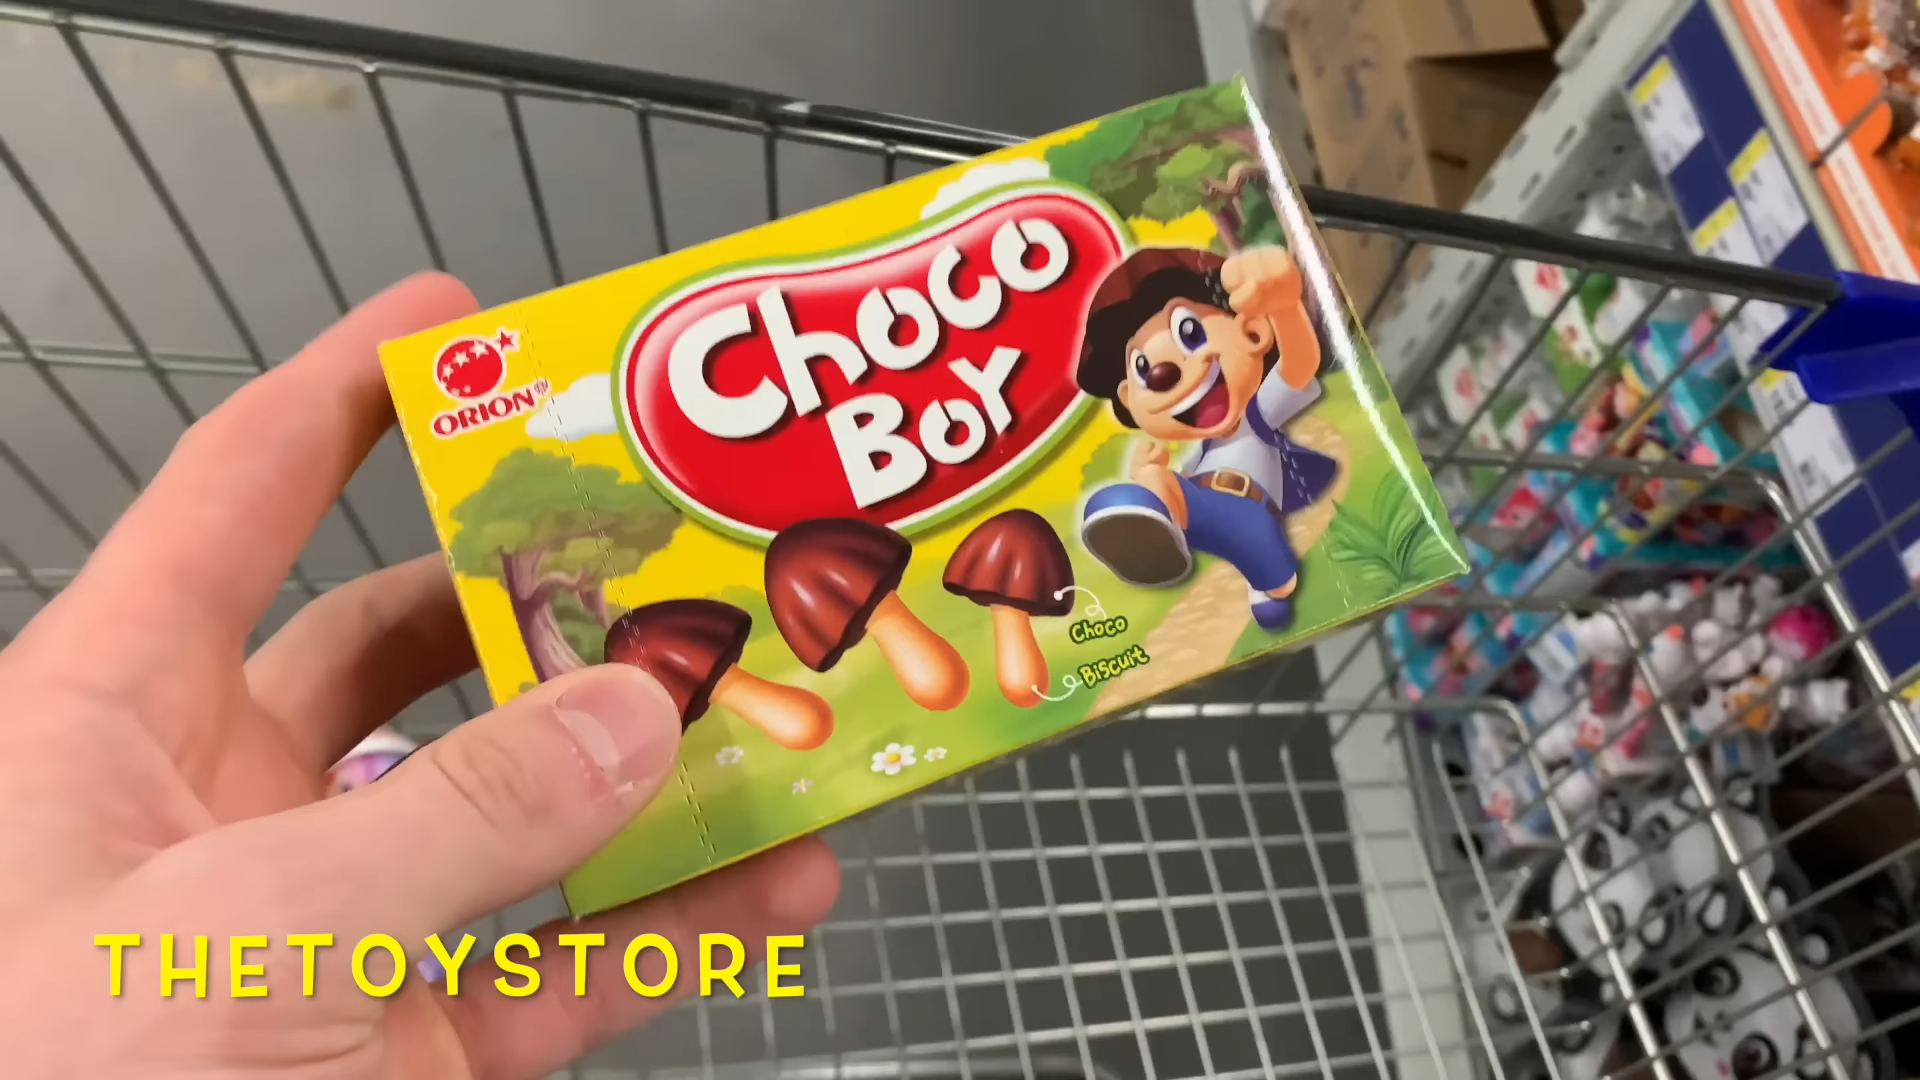 ORION
Choco
Boy
Choco
Biscuit
THETOYSTORE